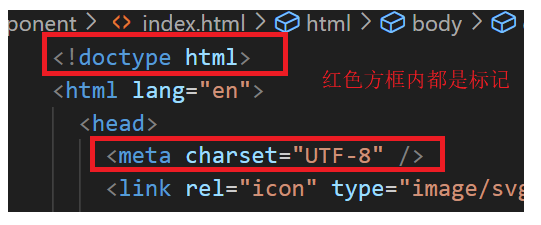 ponent > index.html > html > body >
<!doctype html>
红色方框内都是标记
<html lang="en">
<head>
<meta charset="UTF-8" />
<link rel="icon" type="image/svg